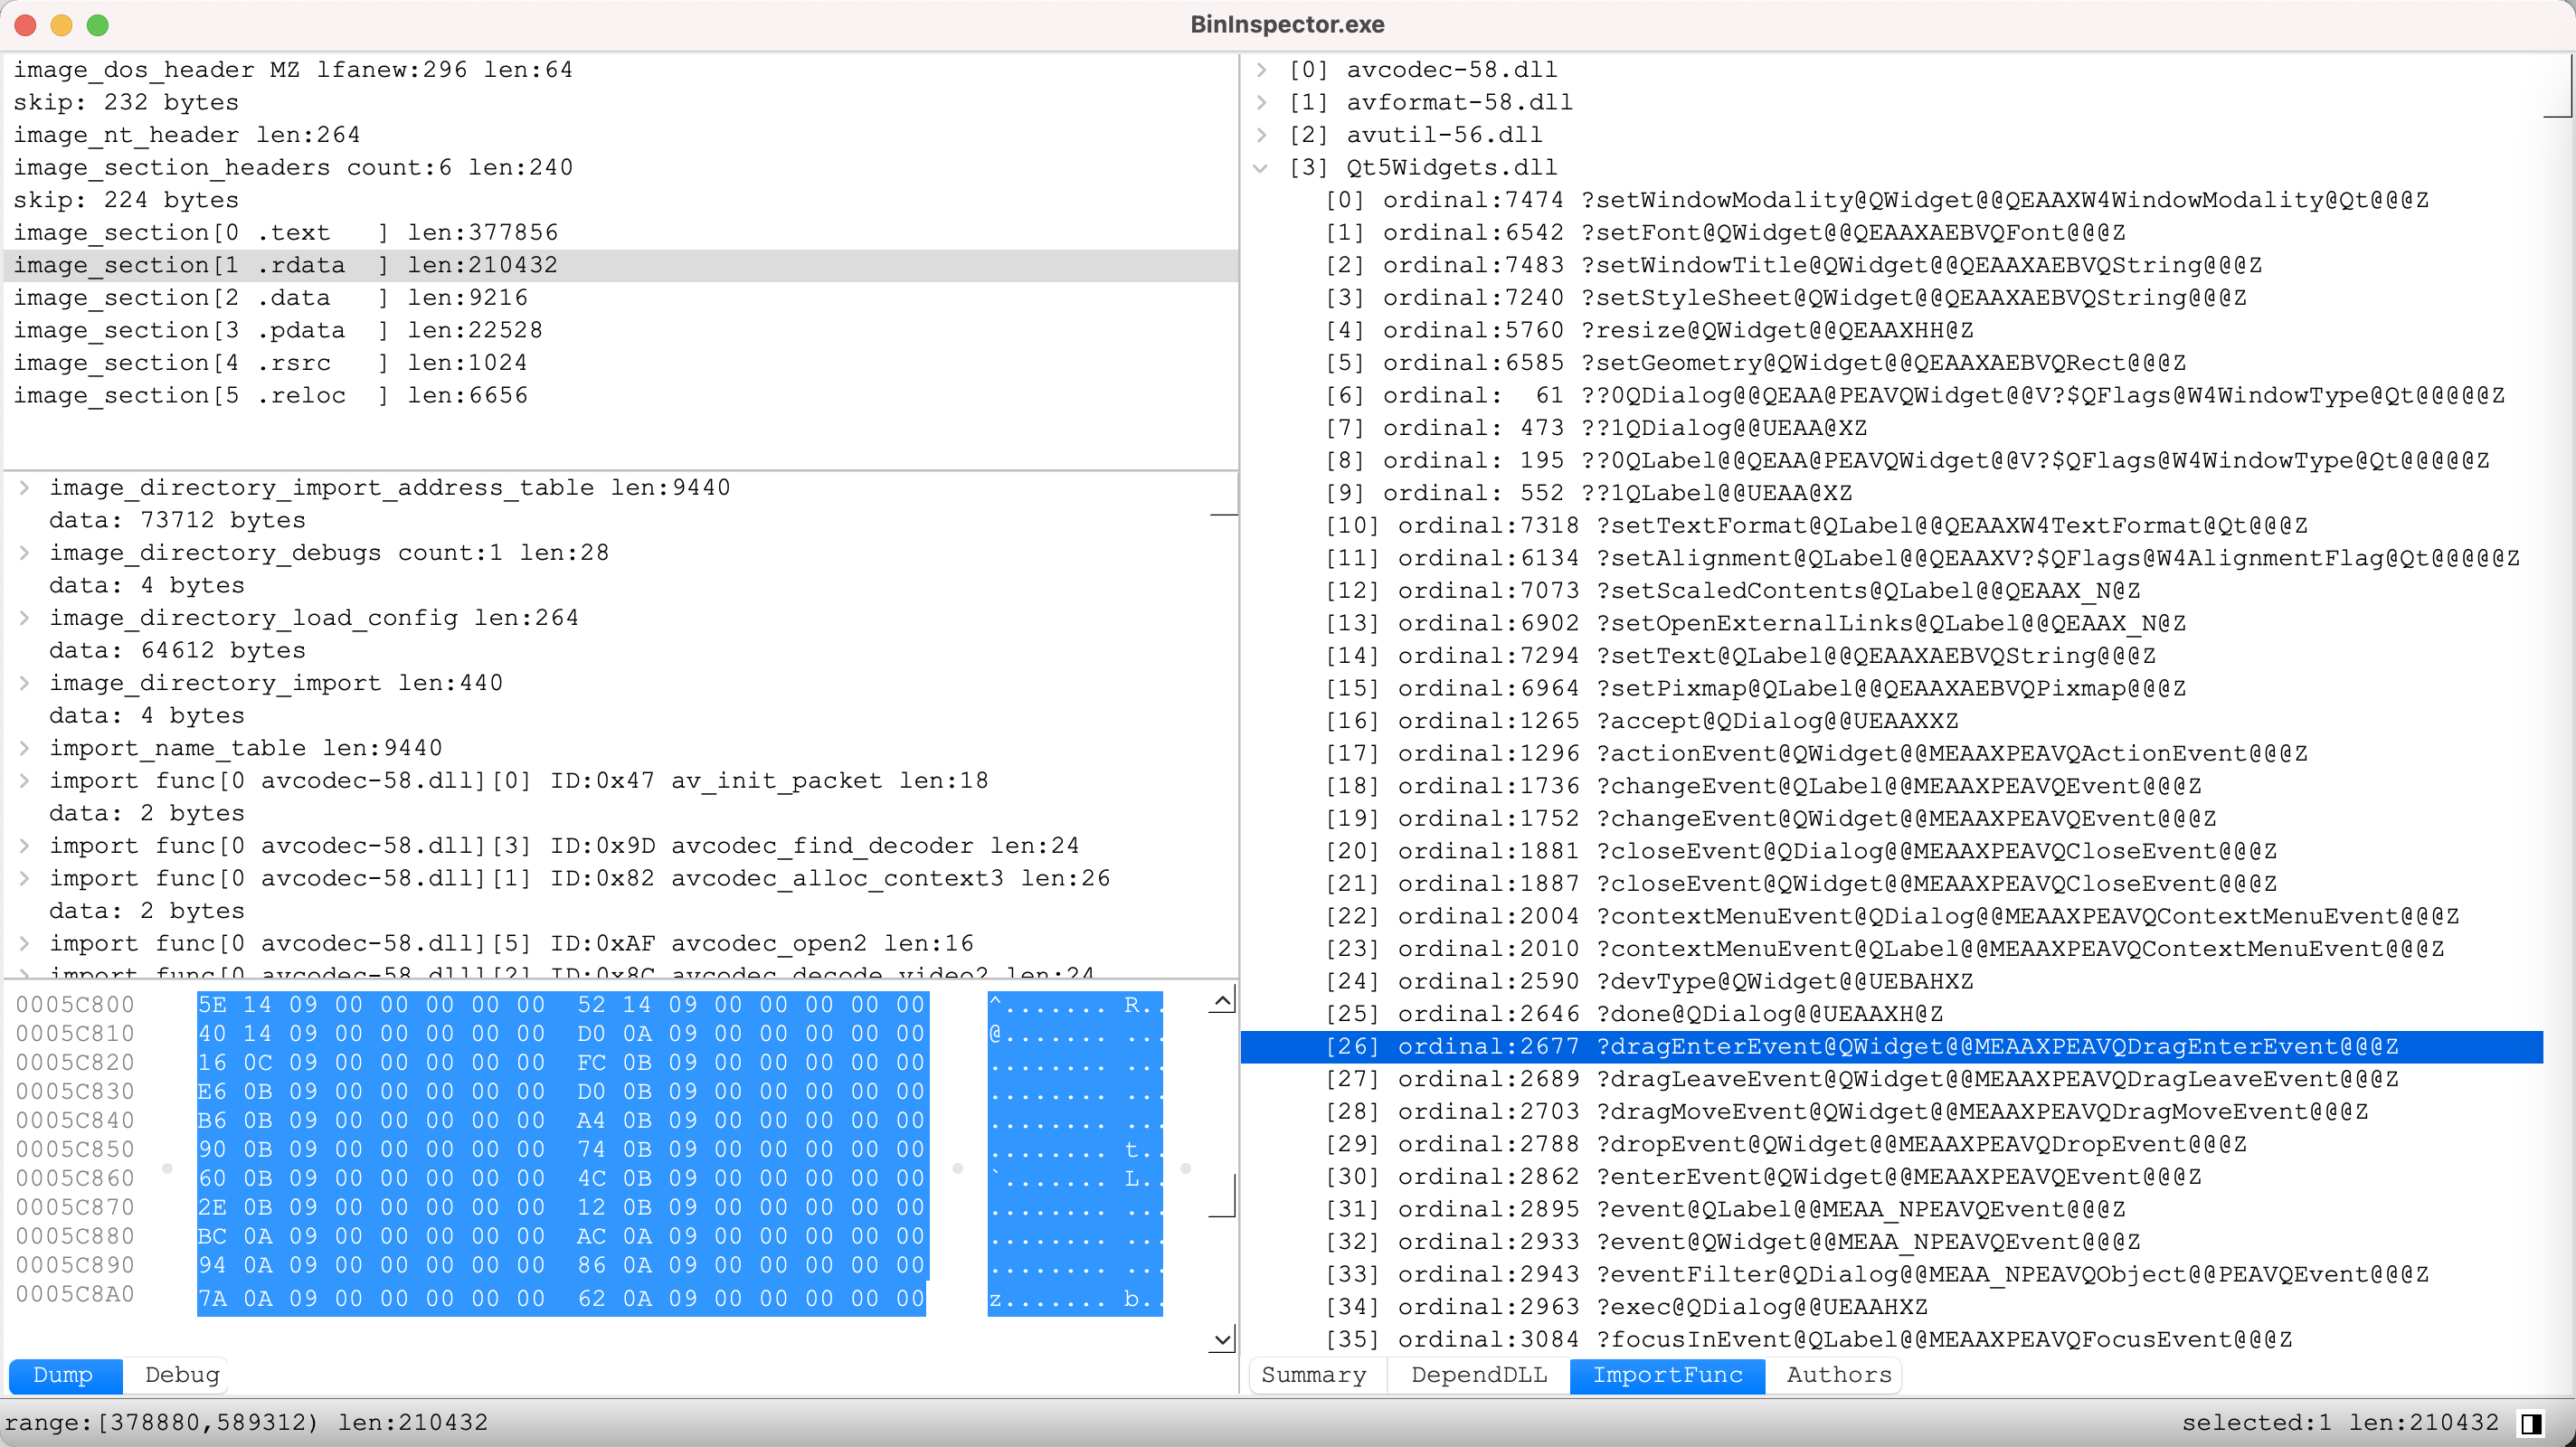 BinInspector.exe
image_dos_header MZ lfanew:296 len:64
skip: 232 bytes
image_nt_header len:264
image_section_headers count:6 len:240
skip: 224 bytes
image_section[0 .text   ] len:377856
image_section[1 .rdata  ] len:210432
image_section[2 .data   ] len:9216
image_section[3 .pdata  ] len:22528
image_section[4 .rsrc   ] len:1024
image_section[5 .reloc  ] len:6656
image_directory_import_address_table len:9440
data: 73712 bytes
image_directory_debugs count:1 len:28
data: 4 bytes
image_directory_load_config len:264
data: 64612 bytes
image_directory_import len:440
data: 4 bytes
import_name_table len:9440
import func[0 avcodec-58.dll][0] ID:0x47 av_init_packet len:18
data: 2 bytes
import func[0 avcodec-58.dll][3] ID:0x9D avcodec_find_decoder len:24
import func[0 avcodec-58.dll][1] ID:0x82 avcodec_alloc_context3 len:26
data: 2 bytes
import func[0 avcodec-58.dll][5] ID:0xAF avcodec_open2 len:16
import func[0 avcodec-58.dll][2] ID:0x8C avcodec_decode_video2 len:24
0005C800 5E 14 09 00 00 00 00 00 52 14 09 00 00 00 00 00 ^....... R..
0005C810 40 14 09 00 00 00 00 00 D0 0A 09 00 00 00 00 00 @....... ...
0005C820 16 0C 09 00 00 00 00 00 FC 0B 09 00 00 00 00 00 ........ ...
0005C830 E6 0B 09 00 00 00 00 00 D0 0B 09 00 00 00 00 00 ........ ...
0005C840 B6 0B 09 00 00 00 00 00 A4 0B 09 00 00 00 00 00 ........ ...
0005C850 90 0B 09 00 00 00 00 00 74 0B 09 00 00 00 00 00 ........ t..
0005C860 60 0B 09 00 00 00 00 00 4C 0B 09 00 00 00 00 00 `....... L..
0005C870 2E 0B 09 00 00 00 00 00 12 0B 09 00 00 00 00 00 ........ ...
0005C880 BC 0A 09 00 00 00 00 00 AC 0A 09 00 00 00 00 00 ........ ...
0005C890 94 0A 09 00 00 00 00 00 86 0A 09 00 00 00 00 00 ........ ...
0005C8A0 7A 0A 09 00 00 00 00 00 62 0A 09 00 00 00 00 00 z....... b..
Dump Debug
[0] avcodec-58.dll
[1] avformat-58.dll
[2] avutil-56.dll
[3] Qt5Widgets.dll
[0] ordinal:7474 ?setWindowModality@QWidget@@QEAAXW4WindowModality@Qt@@@Z
[1] ordinal:6542 ?setFont@QWidget@@QEAAXAEBVQFont@@@Z
[2] ordinal:7483 ?setWindowTitle@QWidget@@QEAAXAEBVQString@@@Z
[3] ordinal:7240 ?setStyleSheet@QWidget@@QEAAXAEBVQString@@@Z
[4] ordinal:5760 ?resize@QWidget@@QEAAXHH@Z
[5] ordinal:6585 ?setGeometry@QWidget@@QEAAXAEBVQRect@@@Z
[6] ordinal:  61 ??0QDialog@@QEAA@PEAVQWidget@@V?$QFlags@W4WindowType@Qt@@@@@Z
[7] ordinal: 473 ??1QDialog@@UEAA@XZ
[8] ordinal: 195 ??0QLabel@@QEAA@PEAVQWidget@@V?$QFlags@W4WindowType@Qt@@@@@Z
[9] ordinal: 552 ??1QLabel@@UEAA@XZ
[10] ordinal:7318 ?setTextFormat@QLabel@@QEAAXW4TextFormat@Qt@@@Z
[11] ordinal:6134 ?setAlignment@QLabel@@QEAAXV?$QFlags@W4AlignmentFlag@Qt@@@@@Z
[12] ordinal:7073 ?setScaledContents@QLabel@@QEAAX_N@Z
[13] ordinal:6902 ?setOpenExternalLinks@QLabel@@QEAAX_N@Z
[14] ordinal:7294 ?setText@QLabel@@QEAAXAEBVQString@@@Z
[15] ordinal:6964 ?setPixmap@QLabel@@QEAAXAEBVQPixmap@@@Z
[16] ordinal:1265 ?accept@QDialog@@UEAAXXZ
[17] ordinal:1296 ?actionEvent@QWidget@@MEAAXPEAVQActionEvent@@@Z
[18] ordinal:1736 ?changeEvent@QLabel@@MEAAXPEAVQEvent@@@Z
[19] ordinal:1752 ?changeEvent@QWidget@@MEAAXPEAVQEvent@@@Z
[20] ordinal:1881 ?closeEvent@QDialog@@MEAAXPEAVQCloseEvent@@@Z
[21] ordinal:1887 ?closeEvent@QWidget@@MEAAXPEAVQCloseEvent@@@Z
[22] ordinal:2004 ?contextMenuEvent@QDialog@@MEAAXPEAVQContextMenuEvent@@@Z
[23] ordinal:2010 ?contextMenuEvent@QLabel@@MEAAXPEAVQContextMenuEvent@@@Z
[24] ordinal:2590 ?devType@QWidget@@UEBAHXZ
[25] ordinal:2646 ?done@QDialog@@UEAAXH@Z
[26] ordinal:2677 ?dragEnterEvent@QWidget@@MEAAXPEAVQDragEnterEvent@@@Z
[27] ordinal:2689 ?dragLeaveEvent@QWidget@@MEAAXPEAVQDragLeaveEvent@@@Z
[28] ordinal:2703 ?dragMoveEvent@QWidget@@MEAAXPEAVQDragMoveEvent@@@Z
[29] ordinal:2788 ?dropEvent@QWidget@@MEAAXPEAVQDropEvent@@@Z
[30] ordinal:2862 ?enterEvent@QWidget@@MEAAXPEAVQEvent@@@Z
[31] ordinal:2895 ?event@QLabel@@MEAA_NPEAVQEvent@@@Z
[32] ordinal:2933 ?event@QWidget@@MEAA_NPEAVQEvent@@@Z
[33] ordinal:2943 ?eventFilter@QDialog@@MEAA_NPEAVQObject@@PEAVQEvent@@@Z
[34] ordinal:2963 ?exec@QDialog@@UEAAHXZ
[35] ordinal:3084 ?focusInEvent@QLabel@@MEAAXPEAVQFocusEvent@@@Z
Summary DependDLL ImportFunc Authors
range:[378880,589312) len:210432
selected:1 len:210432